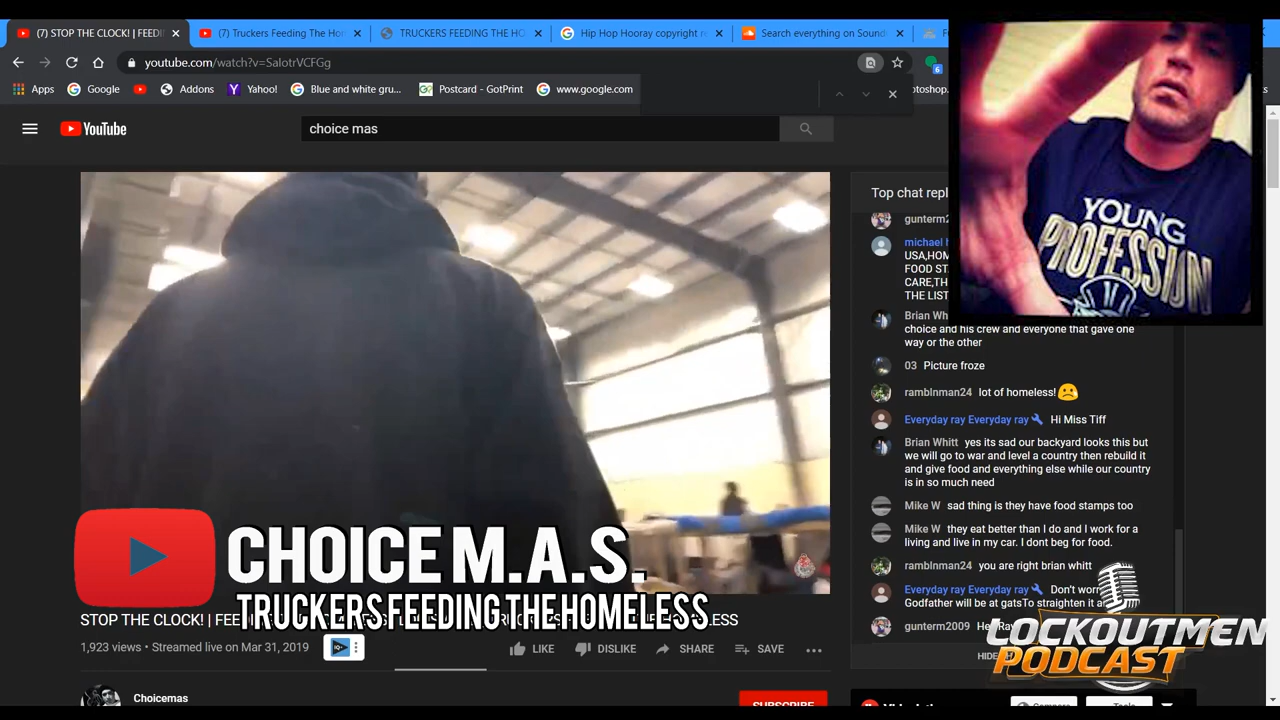 (7) STOP THE CLOCK! | FEEDI
(7) Truckers Feeding The Hom
TRUCKERS FEEDING THE HO
Hip Hop Hooray copyright re
Search everything on Sound
youtube.com/watch?v=SaIotrVCFGg
6
Apps
Google
Addons
Yahoo!
Blue and white gru...
Postcard - GotPrint
www.google.com
YouTube
choice mas
Top chat repl
YOUNG
PROFESSION
michael h
USA,HOM
FOOD ST
CARE,TH
THE LIST
Brian Wh
choice and his crew and everyone that gave one
way or the other
03 Picture froze
ramblnman24 lot of homeless!
Everyday ray Everyday ray Hi Miss Tiff
Brian Whitt yes its sad our backyard looks this but
we will go to war and level a country then rebuild it
and give food and everything else while our country
is in so much need
Mike W sad thing is they have food stamps too
Mike W they eat better than I do and I work for a
living and live in my car. I dont beg for food.
ramblnman24 you are right brian whitt
Everyday ray Everyday ray Don't wor
Godfather will be at gatsTo straighten it a
gunterm2009 He
LOCKOUTMEN
PODCAST
CHOICE M.A.S.
TRUCKERS FEEDING THE HOMELESS
STOP THE CLOCK! | FEE
LESS
1,923 views • Streamed live on Mar 31, 2019
LIKE
DISLIKE
SHARE
SAVE
Choicemas
SUBSCRIBE